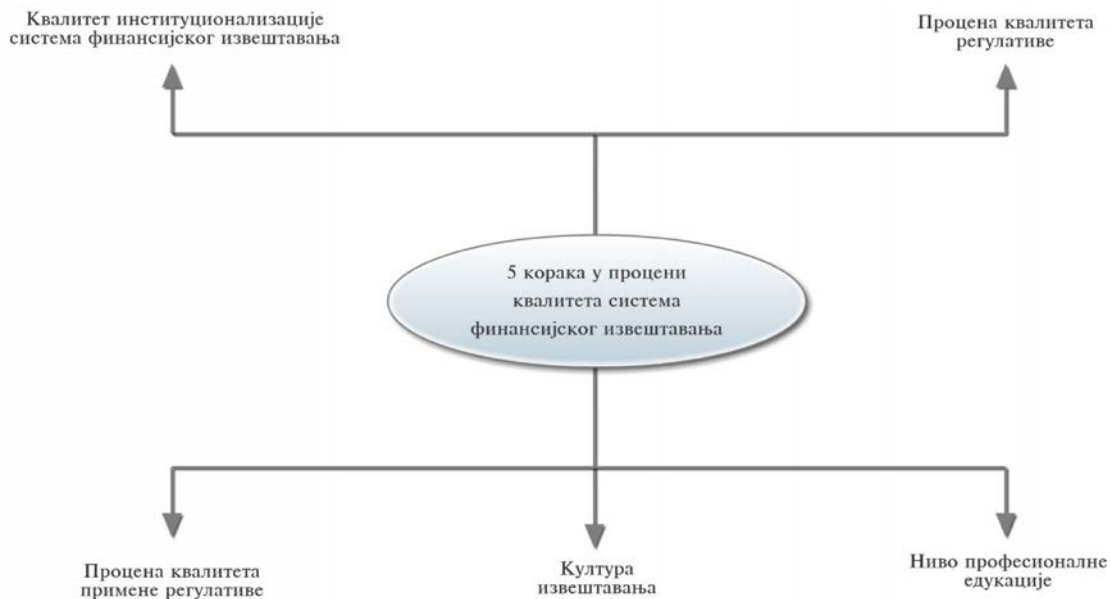 Квалитет институционализације
система финансијског извештавања
Процена квалитета
регулативе
5 корака у процени
квалитета система
финансијског извештавања
Процена квалитета
примене регулативе
Култура
извештавања
Ниво професионалне
едукације